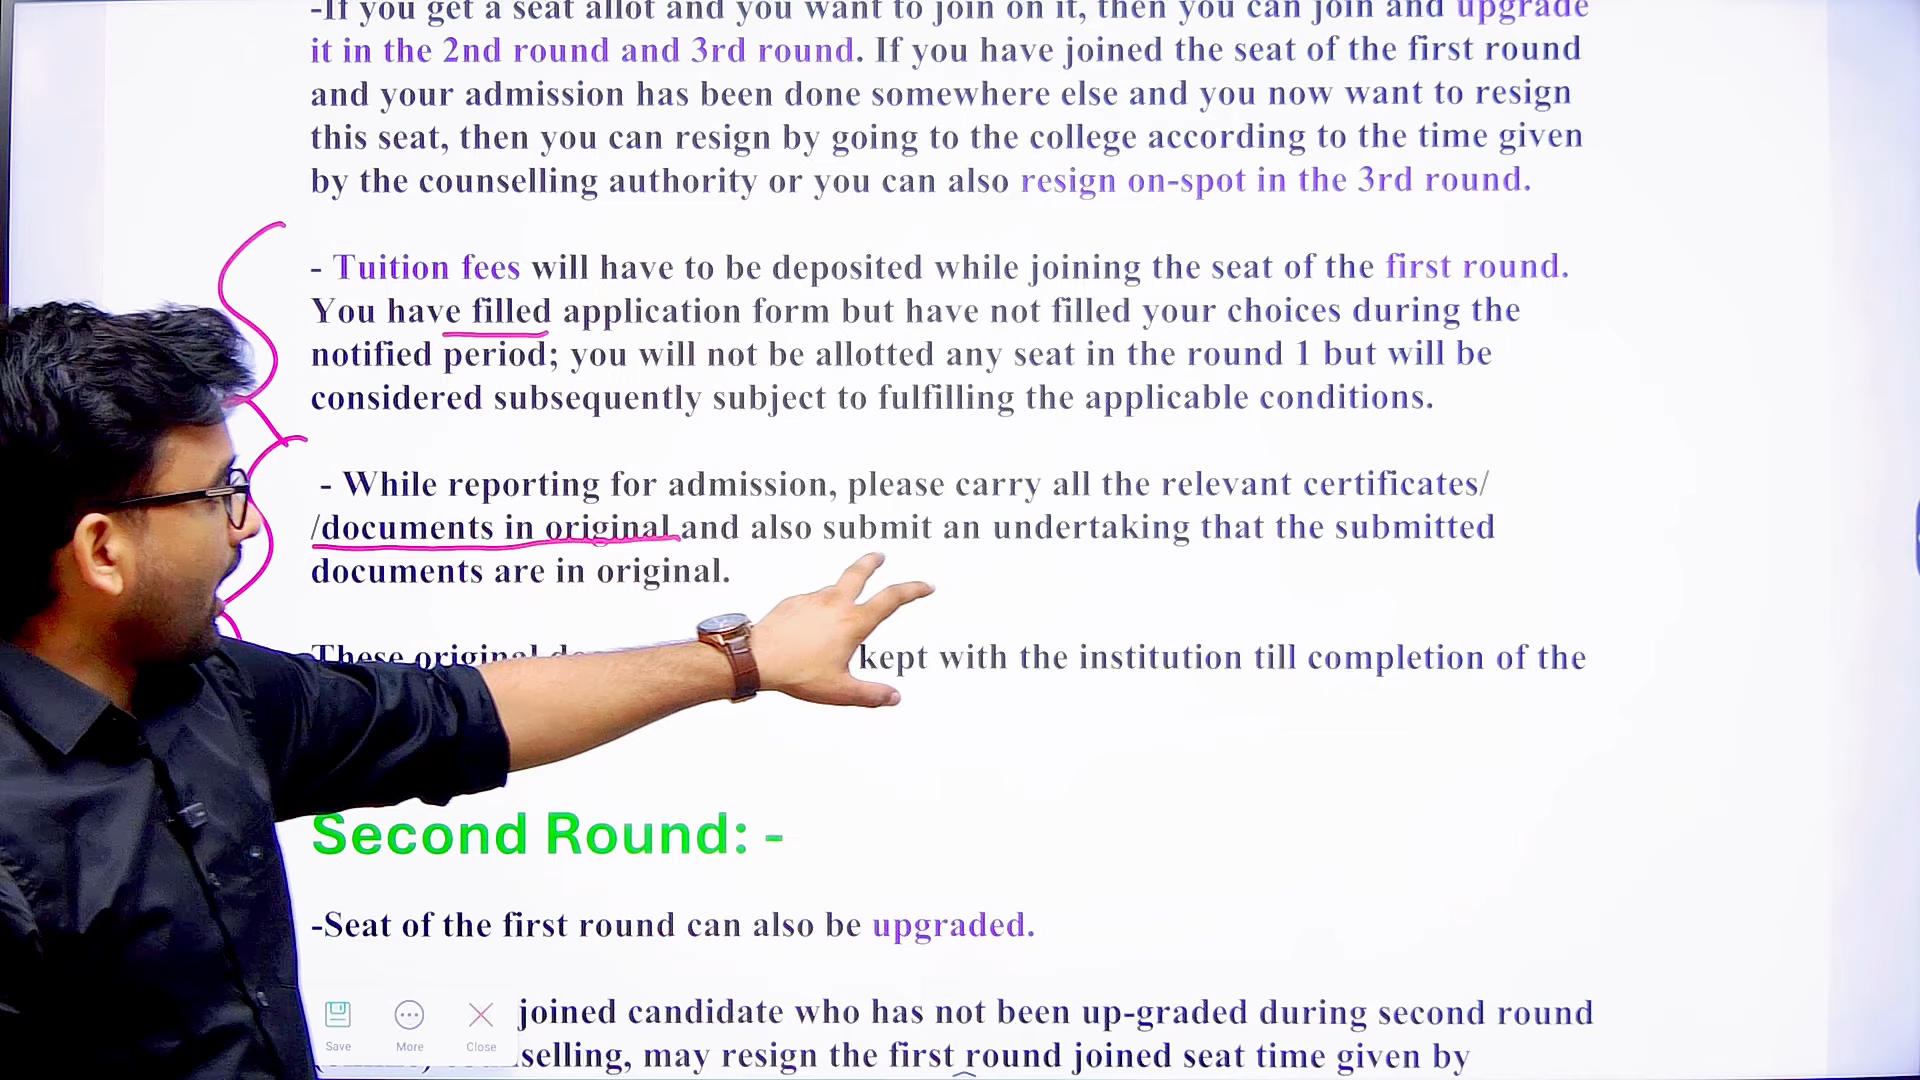 -If you get a seat allot and you want to join on it, then you can join and upgrade
it in the 2nd round and 3rd round. If you have joined the seat of the first round
and your admission has been done somewhere else and you now want to resign
this seat, then you can resign by going to the college according to the time given
by the counselling authority or you can also resign on-spot in the 3rd round.
- Tuition fees will have to be deposited while joining the seat of the first round.
You have filled application form but have not filled your choices during the
notified period; you will not be allotted any seat in the round 1 but will be
considered subsequently subject to fulfilling the applicable conditions.
- While reporting for admission, please carry all the relevant certificates/
/documents in original and also submit an undertaking that the submitted
documents are in original.
These original kept with the institution till completion of the
Second Round: -
-Seat of the first round can also be upgraded.
joined candidate who has not been up-graded during second round
selling, may resign the first round joined seat time given by
Save More Close